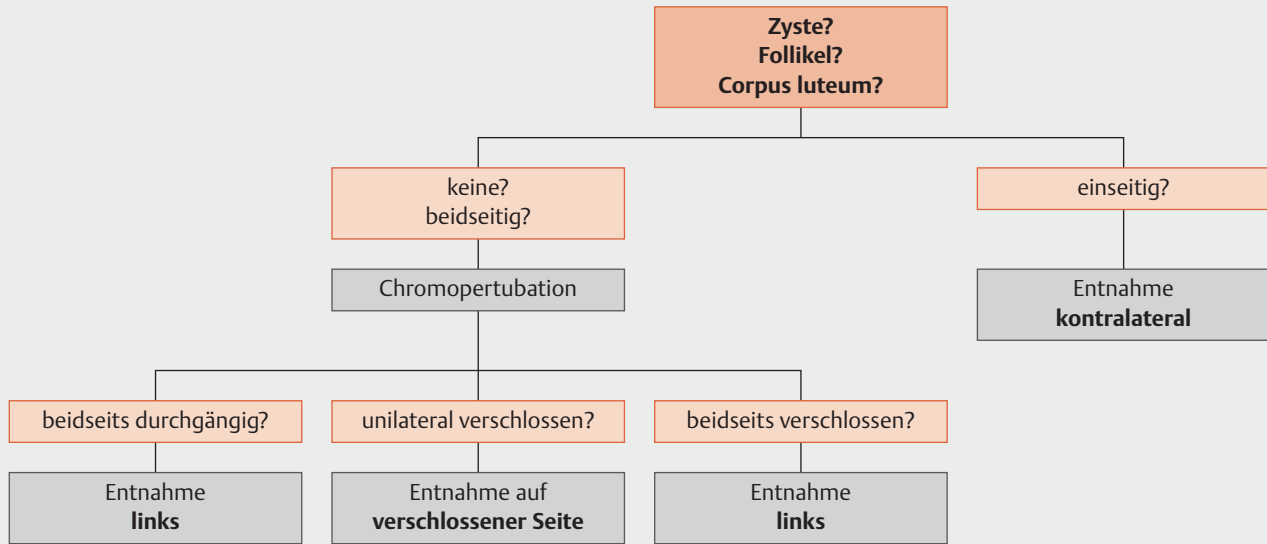 Zyste?
Follikel?
Corpus luteum?
keine?
beidseitig?
einseitig?
Chromopertubation
Entnahme
kontralateral
beidseits durchgängig?
unilateral verschlossen?
beidseits verschlossen?
Entnahme
links
Entnahme auf
verschlossener Seite
Entnahme
links